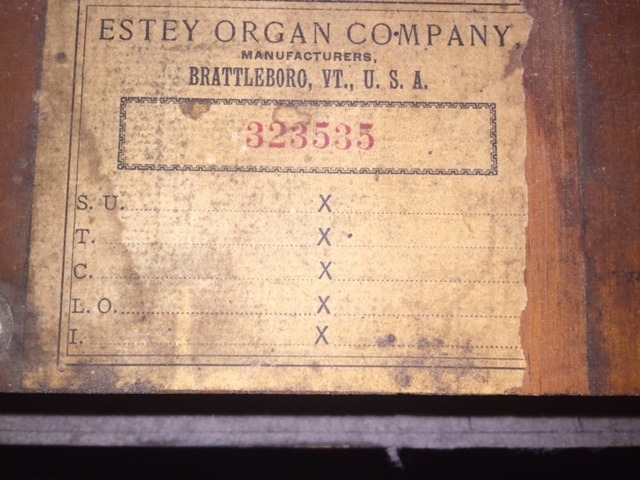 ESTEY ORGAN COMPANY,
MANUFACTURERS,
BRATTLEBORO, VT., U. S. A.
323535
S. U. X
T. X
C. X
L. O. X
I. X